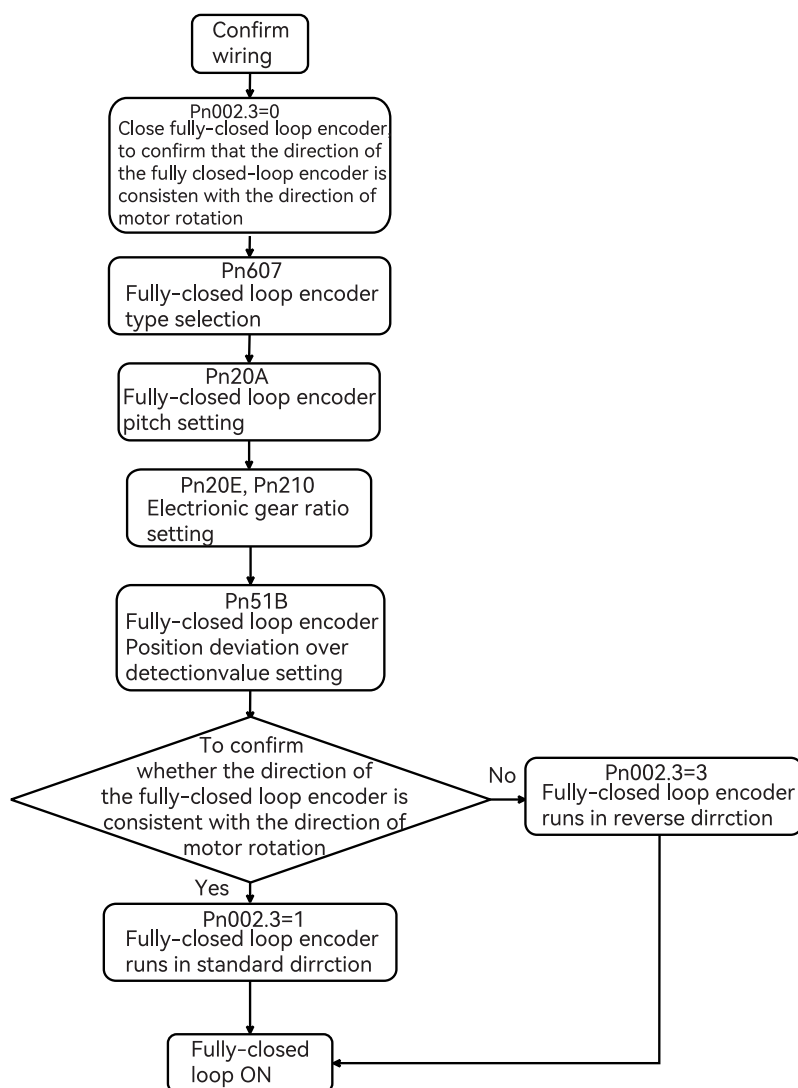 Confirm
wiring
Pn002.3=0
Close fully-closed loop encoder,
to confirm that the direction of
the fully closed-loop encoder is
consisten with the direction of
motor rotation
Pn607
Fully-closed loop encoder
type selection
Pn20A
Fully-closed loop encoder
pitch setting
Pn20E, Pn210
Electrionic gear ratio
setting
Pn51B
Fully-closed loop encoder
Position deviation over
detectionvalue setting
To confirm
whether the direction of
the fully-closed loop encoder is
consistent with the direction of
motor rotation
No
Pn002.3=3
Fully-closed loop encoder
runs in reverse dirrction
Yes
Pn002.3=1
Fully-closed loop encoder
runs in standard dirrction
Fully-closed
loop ON